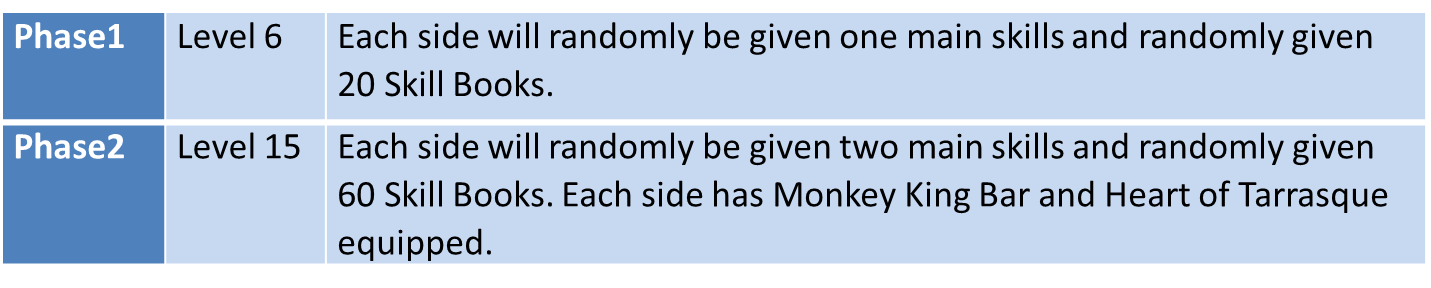 Phase1 Level 6 Each side will randomly be given one main skills and randomly given
20 Skill Books.
Phase2 Level 15 Each side will randomly be given two main skills and randomly given
60 Skill Books. Each side has Monkey King Bar and Heart of Tarrasque
equipped.